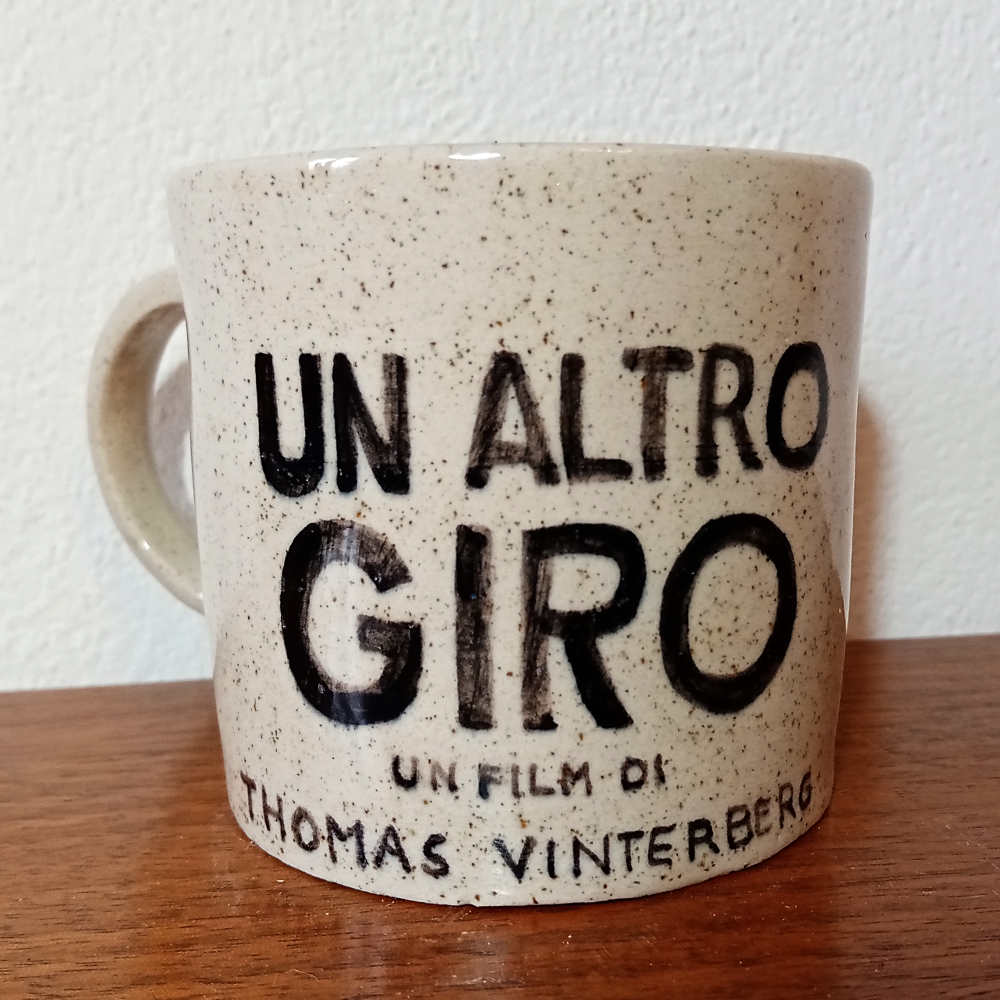 UN ALTRO
GIRO
UN FILM DI
THOMAS VINTERBERG